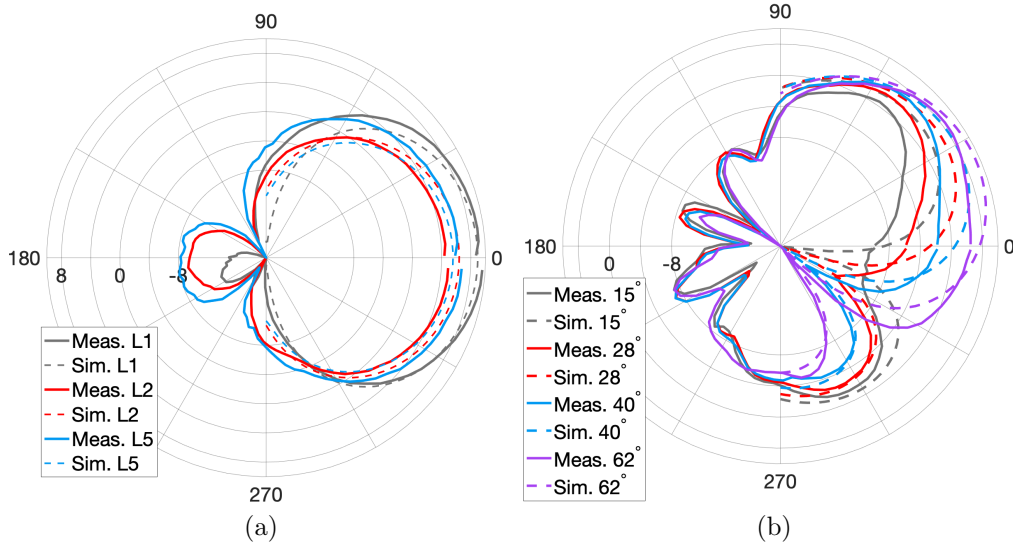 90
180
0
8
0
-8
270
Meas. L1
Sim. L1
Meas. L2
Sim. L2
Meas. L5
Sim. L5
(a)
90
180
0
8
0
-8
270
Meas. 15°
Sim. 15°
Meas. 28°
Sim. 28°
Meas. 40°
Sim. 40°
Meas. 62°
Sim. 62°
(b)